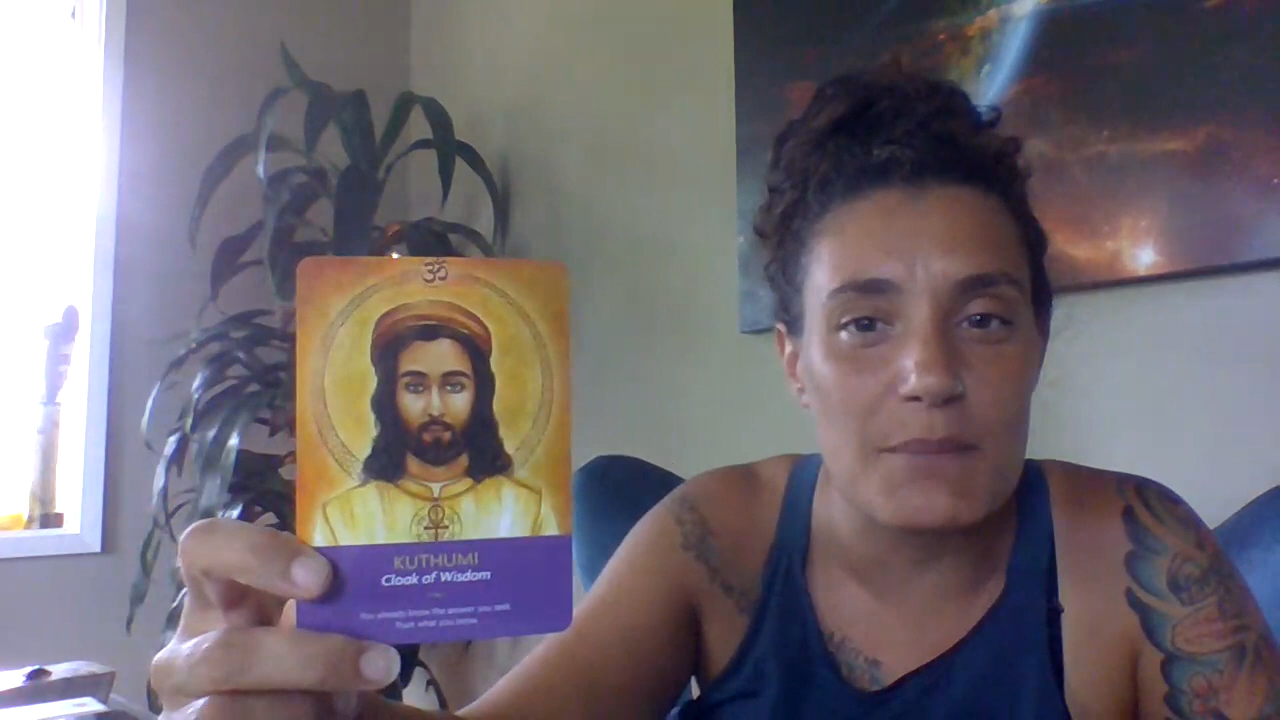 ॐ
KUTHUMI
Cloak of Wisdom
You already know the answer you seek.
Trust what you know.